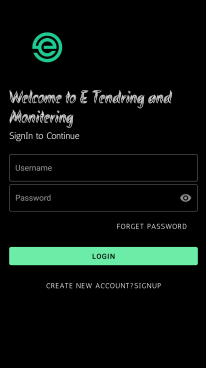 Welcome to E Tendring and
Monitering
SignIn to Continue
Username
Password
FORGET PASSWORD
LOGIN
CREATE NEW ACCOUNT?SIGNUP